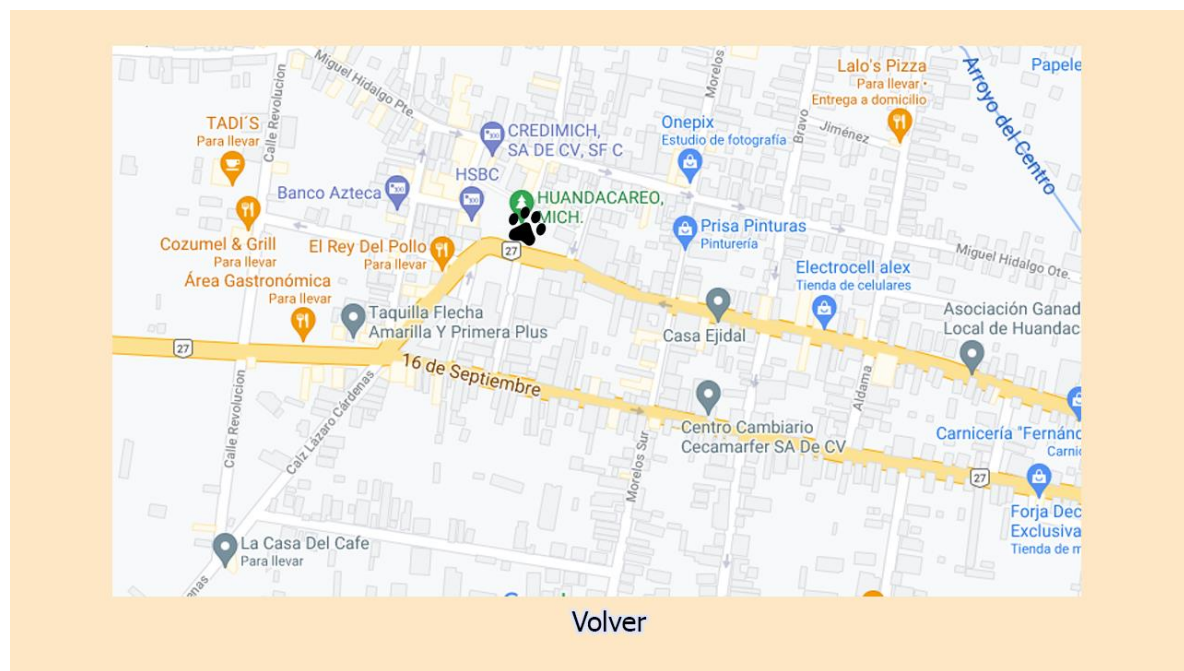 Miguel Hidalgo Pte.
Morelos
Lalo's Pizza
Para llevar •
Entrega a domicilio
Arroyo del Centro
Papele
Calle Revolucion
TADI´S
Para llevar
CREDIMICH,
SA DE CV, SF C
Onepix
Estudio de fotografía
Bravo
Jiménez
HSBC
Banco Azteca
HUANDACAREO,
MICH.
Prisa Pinturas
Pinturería
Cozumel & Grill
Para llevar
El Rey Del Pollo
Para llevar
27
Miguel Hidalgo Ote.
Área Gastronómica
Para llevar
Electrocell alex
Tienda de celulares
Taquilla Flecha
Amarilla Y Primera Plus
Casa Ejidal
Asociación Ganad
Local de Huandac
27
16 de Septiembre
Calle Revolucion
Calz Lázaro Cárdenas
Aldama
Centro Cambiario
Cecamarfer SA De CV
Carnicería "Fernánd
Carnic
Morelos Sur
27
Forja Dec
Exclusiva
Tienda de m
La Casa Del Cafe
Para llevar
enas
Volver